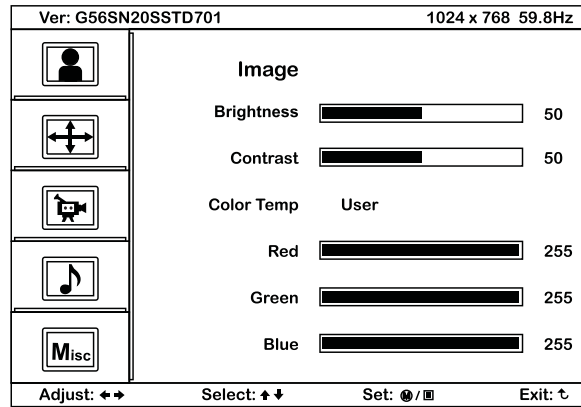 Ver: G56SN20SSTD701 1024 x 768 59.8Hz
Image
Brightness 50
Contrast 50
Color Temp User
Red 255
Green 255
Blue 255
Misc
Adjust: Select: Set: M / Exit: